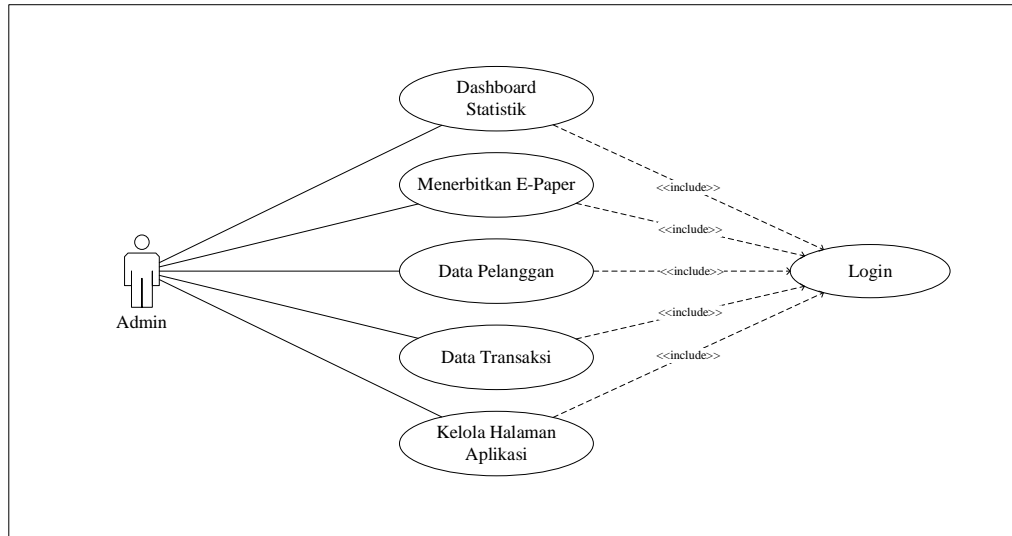 Dashboard
Statistik
Menerbitkan E-Paper
<<include>>
<<include>>
Data Pelanggan
<<include>>
Login
<<include>>
Admin
Data Transaksi
<<include>>
Kelola Halaman
Aplikasi